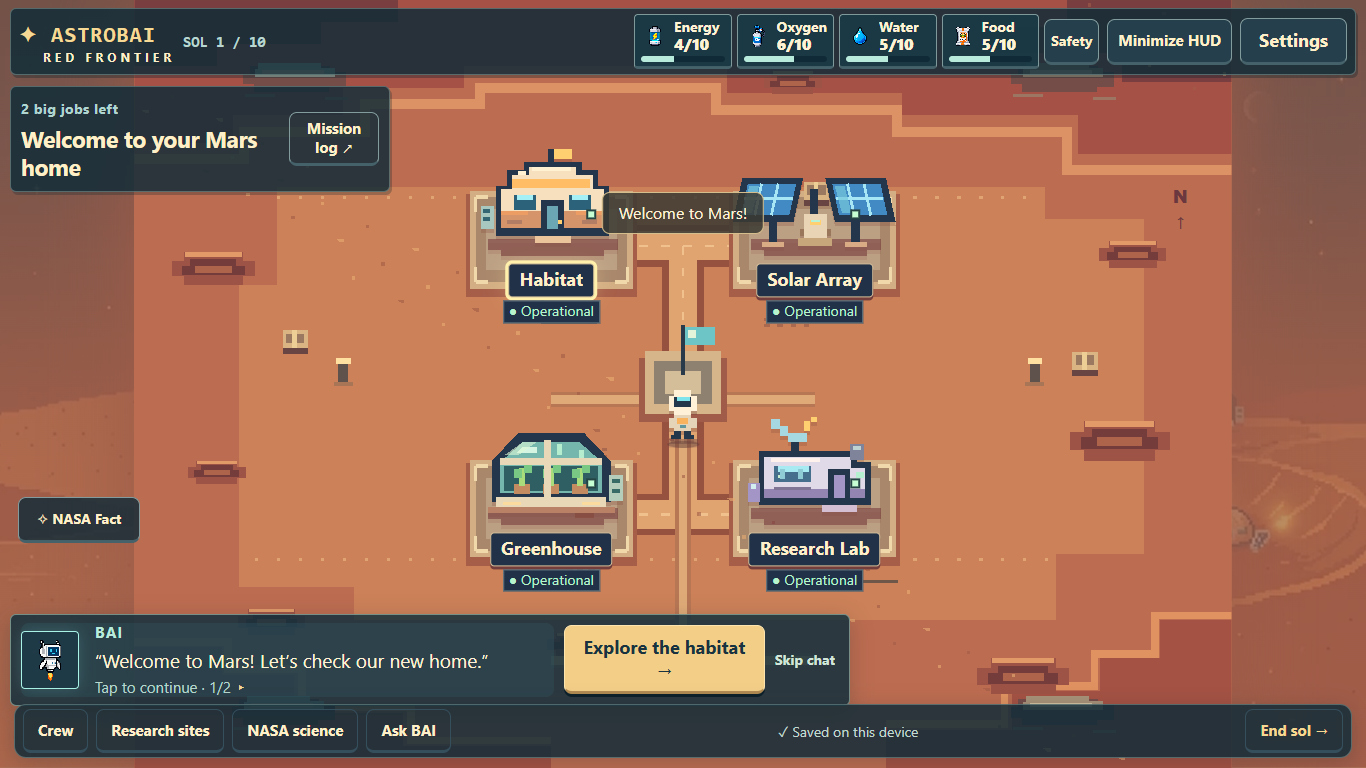 ✦ ASTROBAI
RED FRONTIER
SOL 1 / 10
Energy
4/10
Oxygen
6/10
Water
5/10
Food
5/10
Safety
Minimize HUD
Settings
2 big jobs left
Welcome to your Mars
home
Mission
log ↗
Welcome to Mars!
N
↑
Habitat
• Operational
Solar Array
• Operational
Greenhouse
• Operational
Research Lab
• Operational
✧ NASA Fact
BAI
“Welcome to Mars! Let’s check our new home.”
Tap to continue · 1/2 ▸
Explore the habitat
→
Skip chat
Crew
Research sites
NASA science
Ask BAI
✓ Saved on this device
End sol →